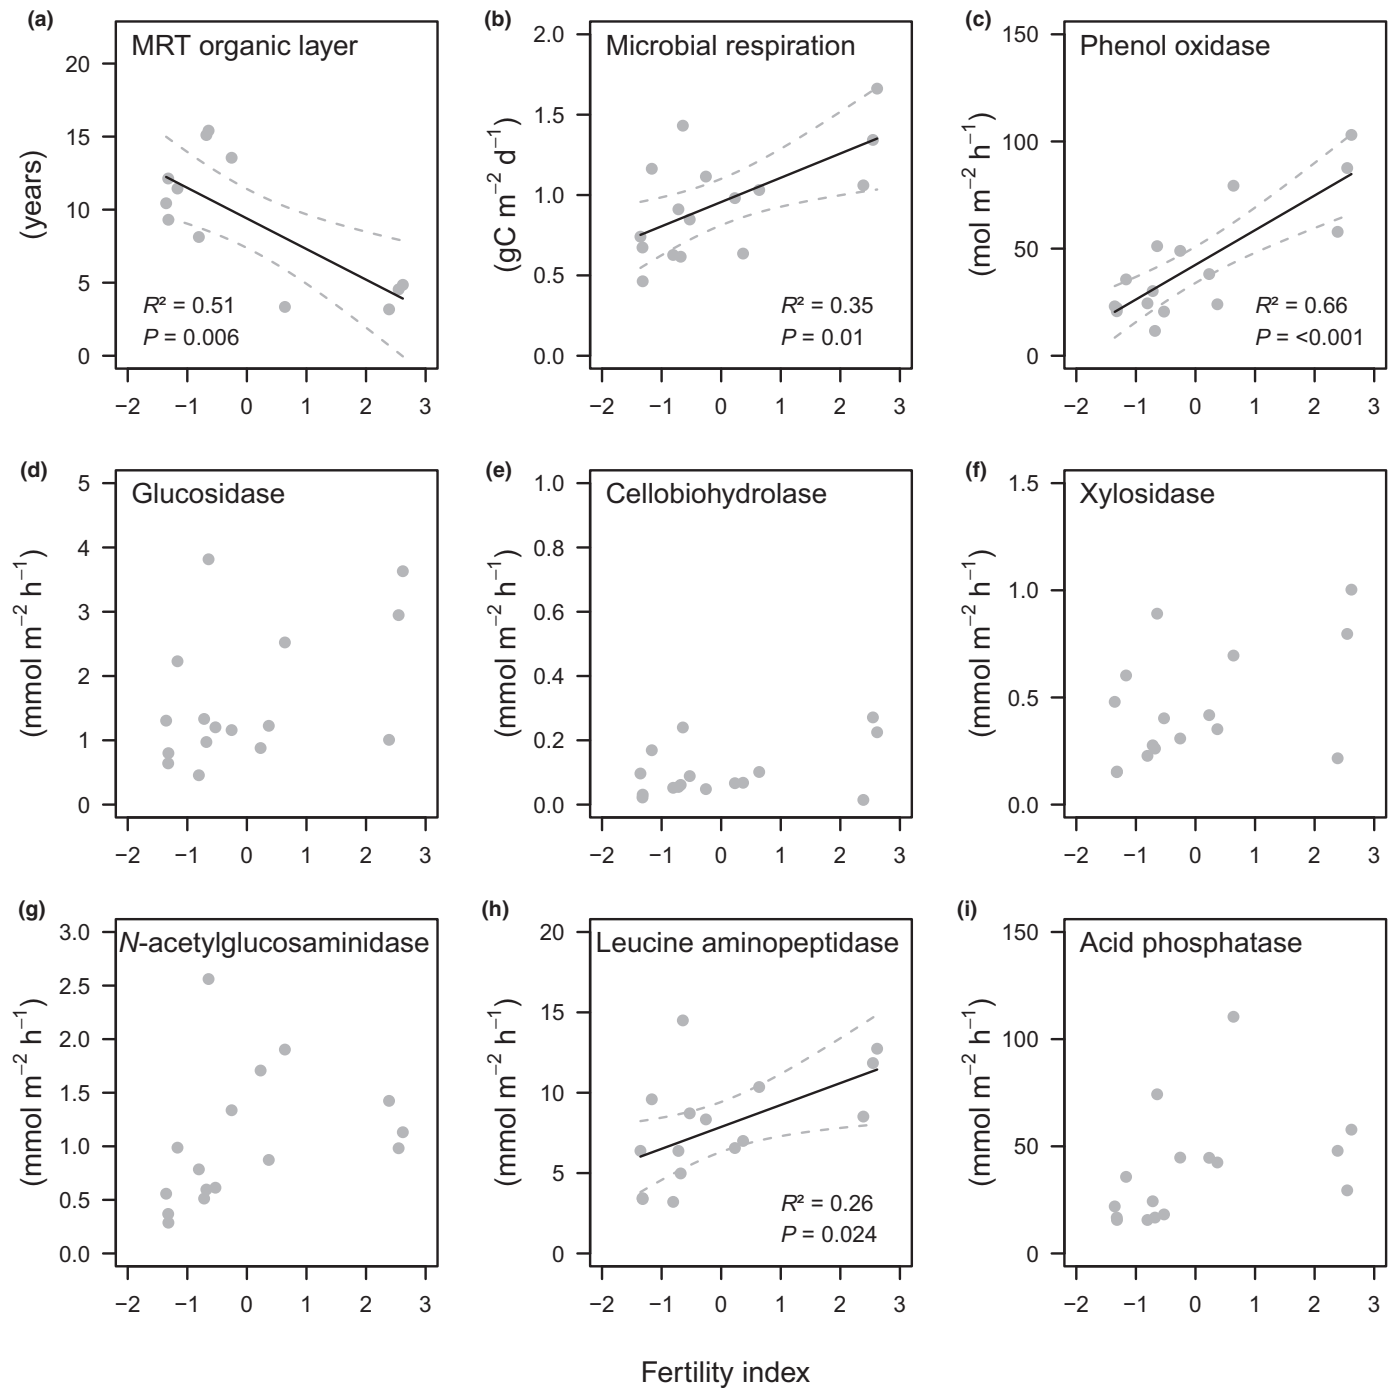 (a)
MRT organic layer
(years)
20
15
10
5
0
R² = 0.51
P = 0.006
−2 −1 0 1 2 3
(b)
Microbial respiration
(gC m−2 d−1)
2.0
1.5
1.0
0.5
0.0
R² = 0.35
P = 0.01
−2 −1 0 1 2 3
(c)
Phenol oxidase
(mol m−2 h−1)
150
100
50
0
R² = 0.66
P = <0.001
−2 −1 0 1 2 3
(d)
Glucosidase
(mmol m−2 h−1)
5
4
3
2
1
0
−2 −1 0 1 2 3
(e)
Cellobiohydrolase
(mmol m−2 h−1)
1.0
0.8
0.6
0.4
0.2
0.0
−2 −1 0 1 2 3
(f)
Xylosidase
(mmol m−2 h−1)
1.5
1.0
0.5
0.0
−2 −1 0 1 2 3
(g)
N-acetylglucosaminidase
(mmol m−2 h−1)
3.0
2.5
2.0
1.5
1.0
0.5
0.0
−2 −1 0 1 2 3
(h)
Leucine aminopeptidase
(mmol m−2 h−1)
20
15
10
5
0
R² = 0.26
P = 0.024
−2 −1 0 1 2 3
(i)
Acid phosphatase
(mmol m−2 h−1)
150
100
50
0
−2 −1 0 1 2 3
Fertility index